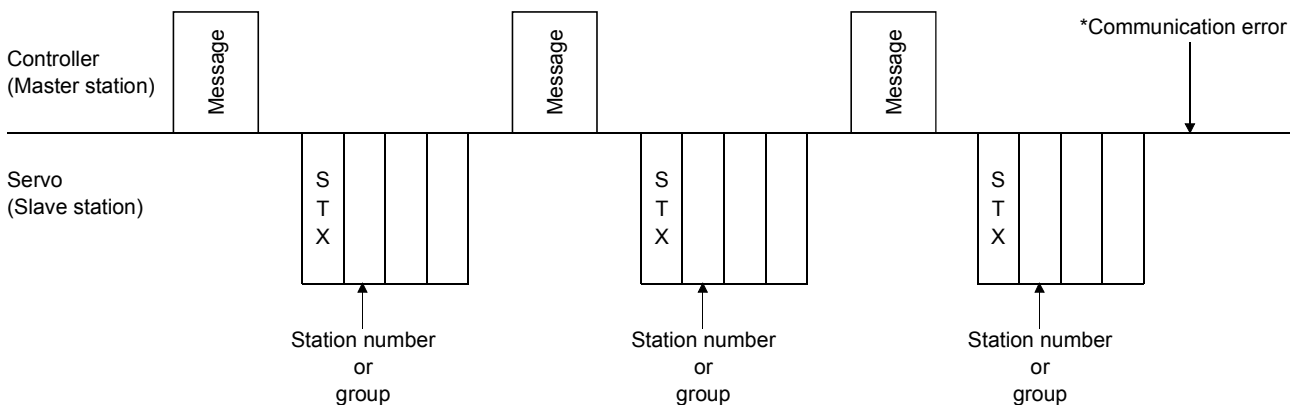 *Communication error
Controller
(Master station)
Message
Message
Message
Servo
(Slave station)
S
T
X
S
T
X
S
T
X
Station number
or
group
Station number
or
group
Station number
or
group